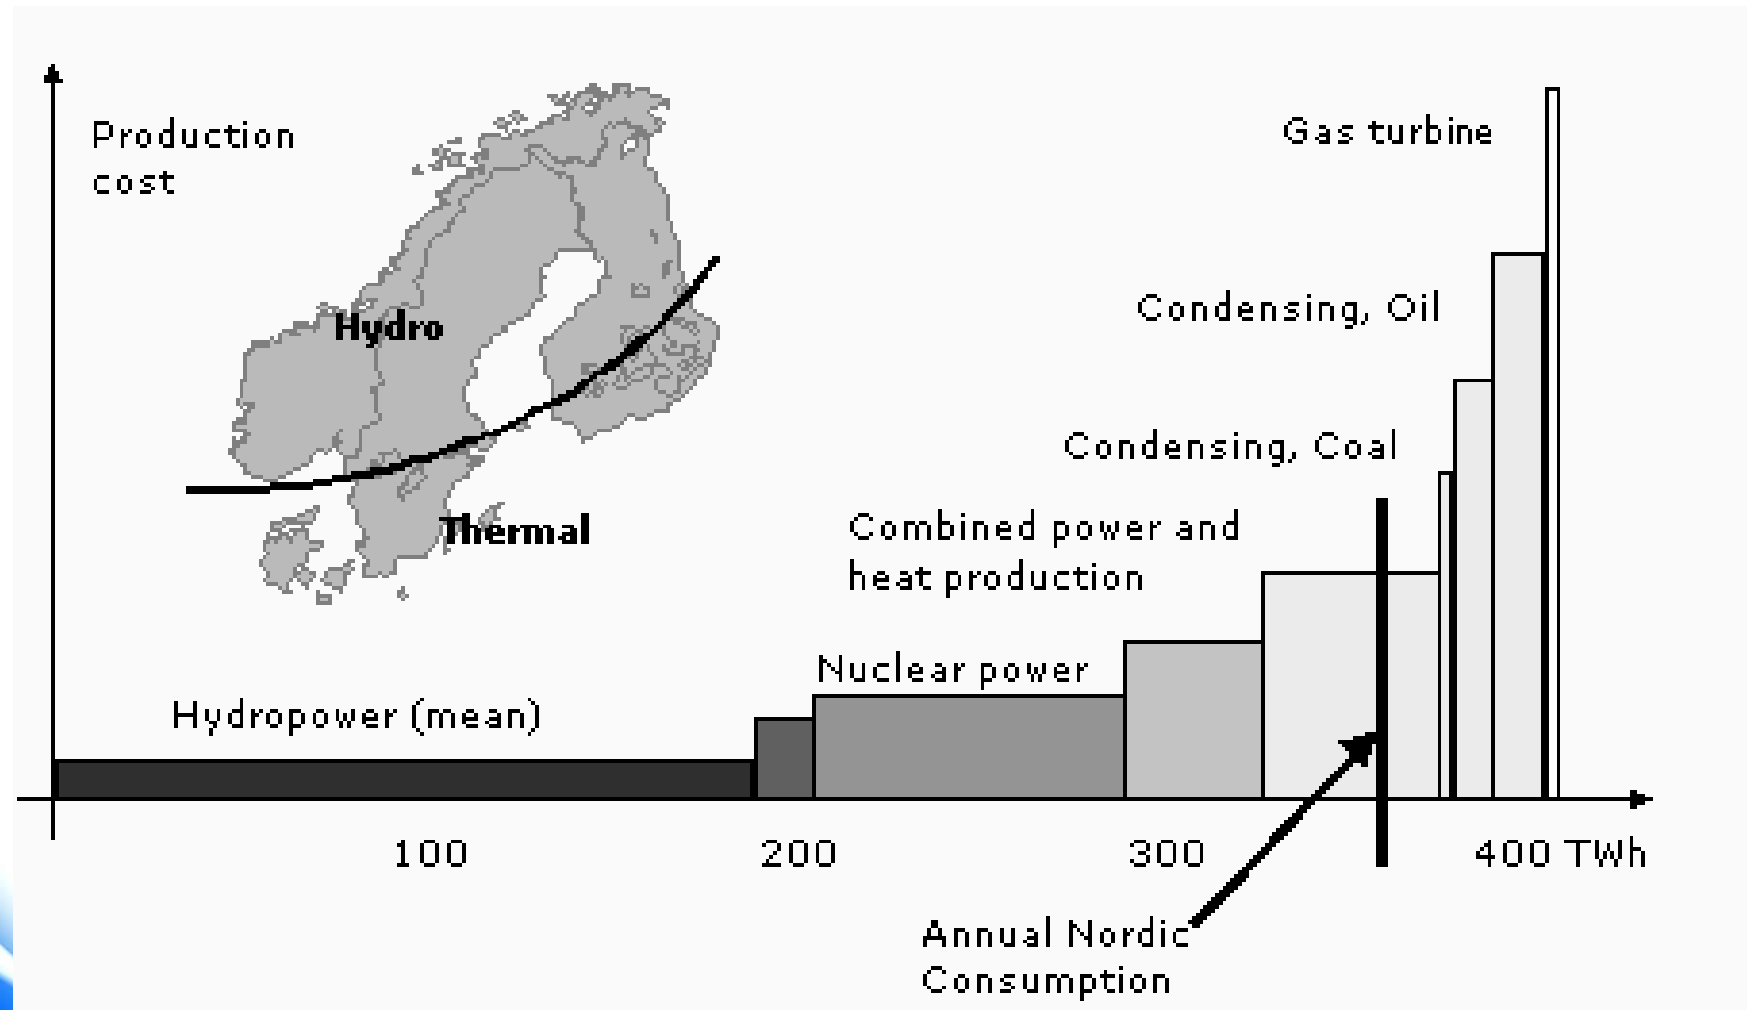 Production
cost
Gas turbine
Hydro
Condensing, Oil
Condensing, Coal
Thermal
Combined power and
heat production
Nuclear power
Hydropower (mean)
100
200
300
400 TWh
Annual Nordic
Consumption